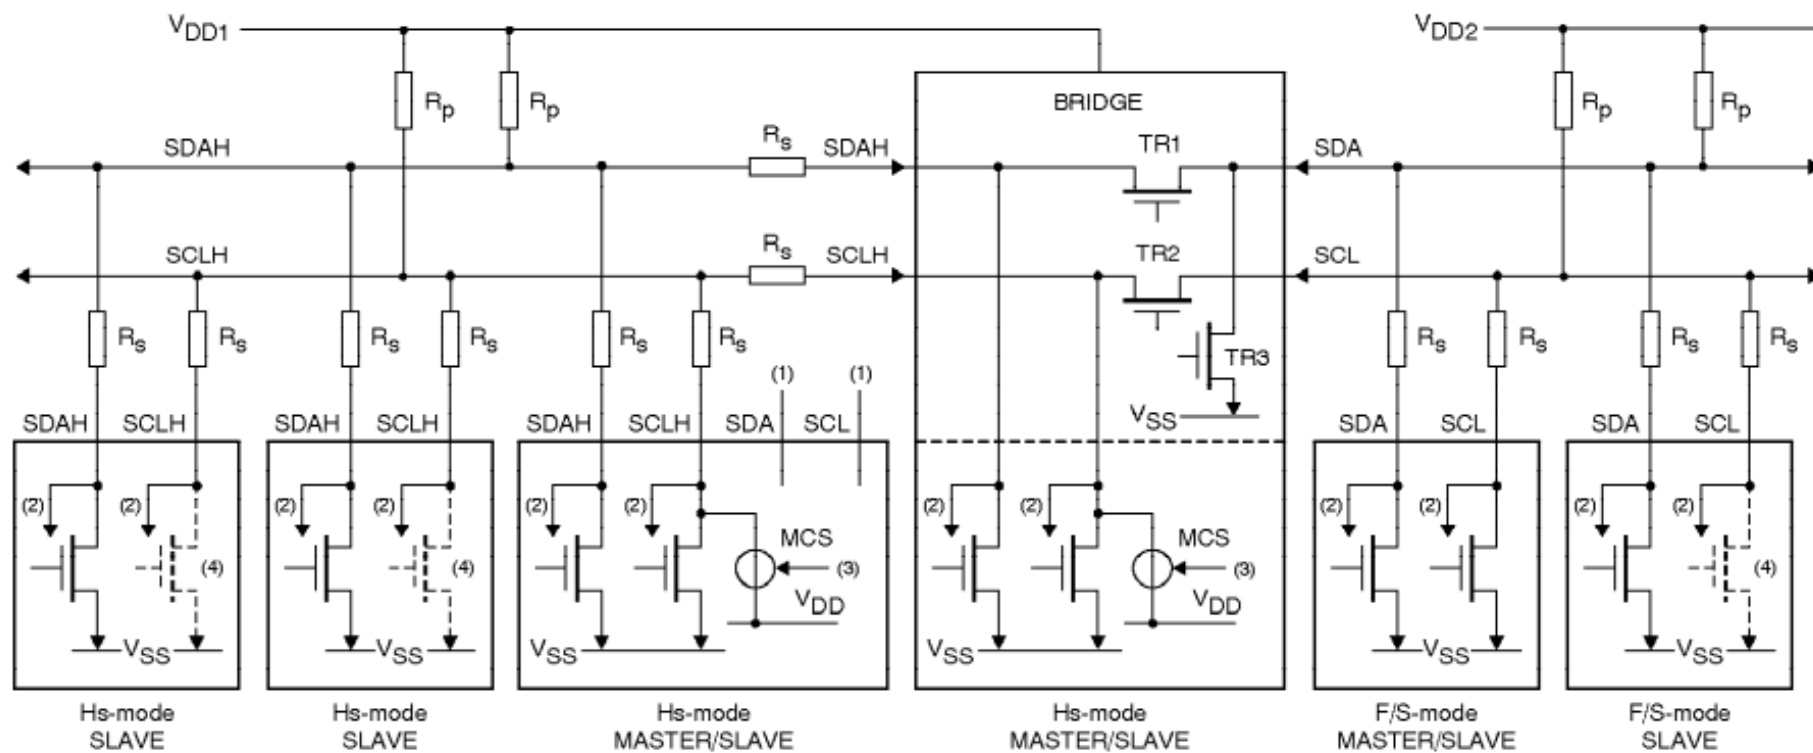 VDD1
VDD2
Rp
Rp
BRIDGE
Rp
Rp
SDAH
Rs
SDAH
TR1
SDA
SCLH
Rs
SCLH
TR2
SCL
Rs
Rs
Rs
Rs
Rs
Rs
TR3
Rs
Rs
Rs
Rs
(1)
(1)
VSS
SDAH
SCLH
SDAH
SCLH
SDAH
SCLH
SDA
SCL
SDA
SCL
SDA
SCL
(2)
(2)
(2)
(2)
(2)
(2)
(2)
(2)
(2)
(2)
(2)
(2)
MCS
MCS
(4)
(4)
(3)
(3)
(4)
VDD
VDD
VSS
VSS
VSS
VSS
VSS
VSS
Hs-mode
SLAVE
Hs-mode
SLAVE
Hs-mode
MASTER/SLAVE
Hs-mode
MASTER/SLAVE
F/S-mode
MASTER/SLAVE
F/S-mode
SLAVE